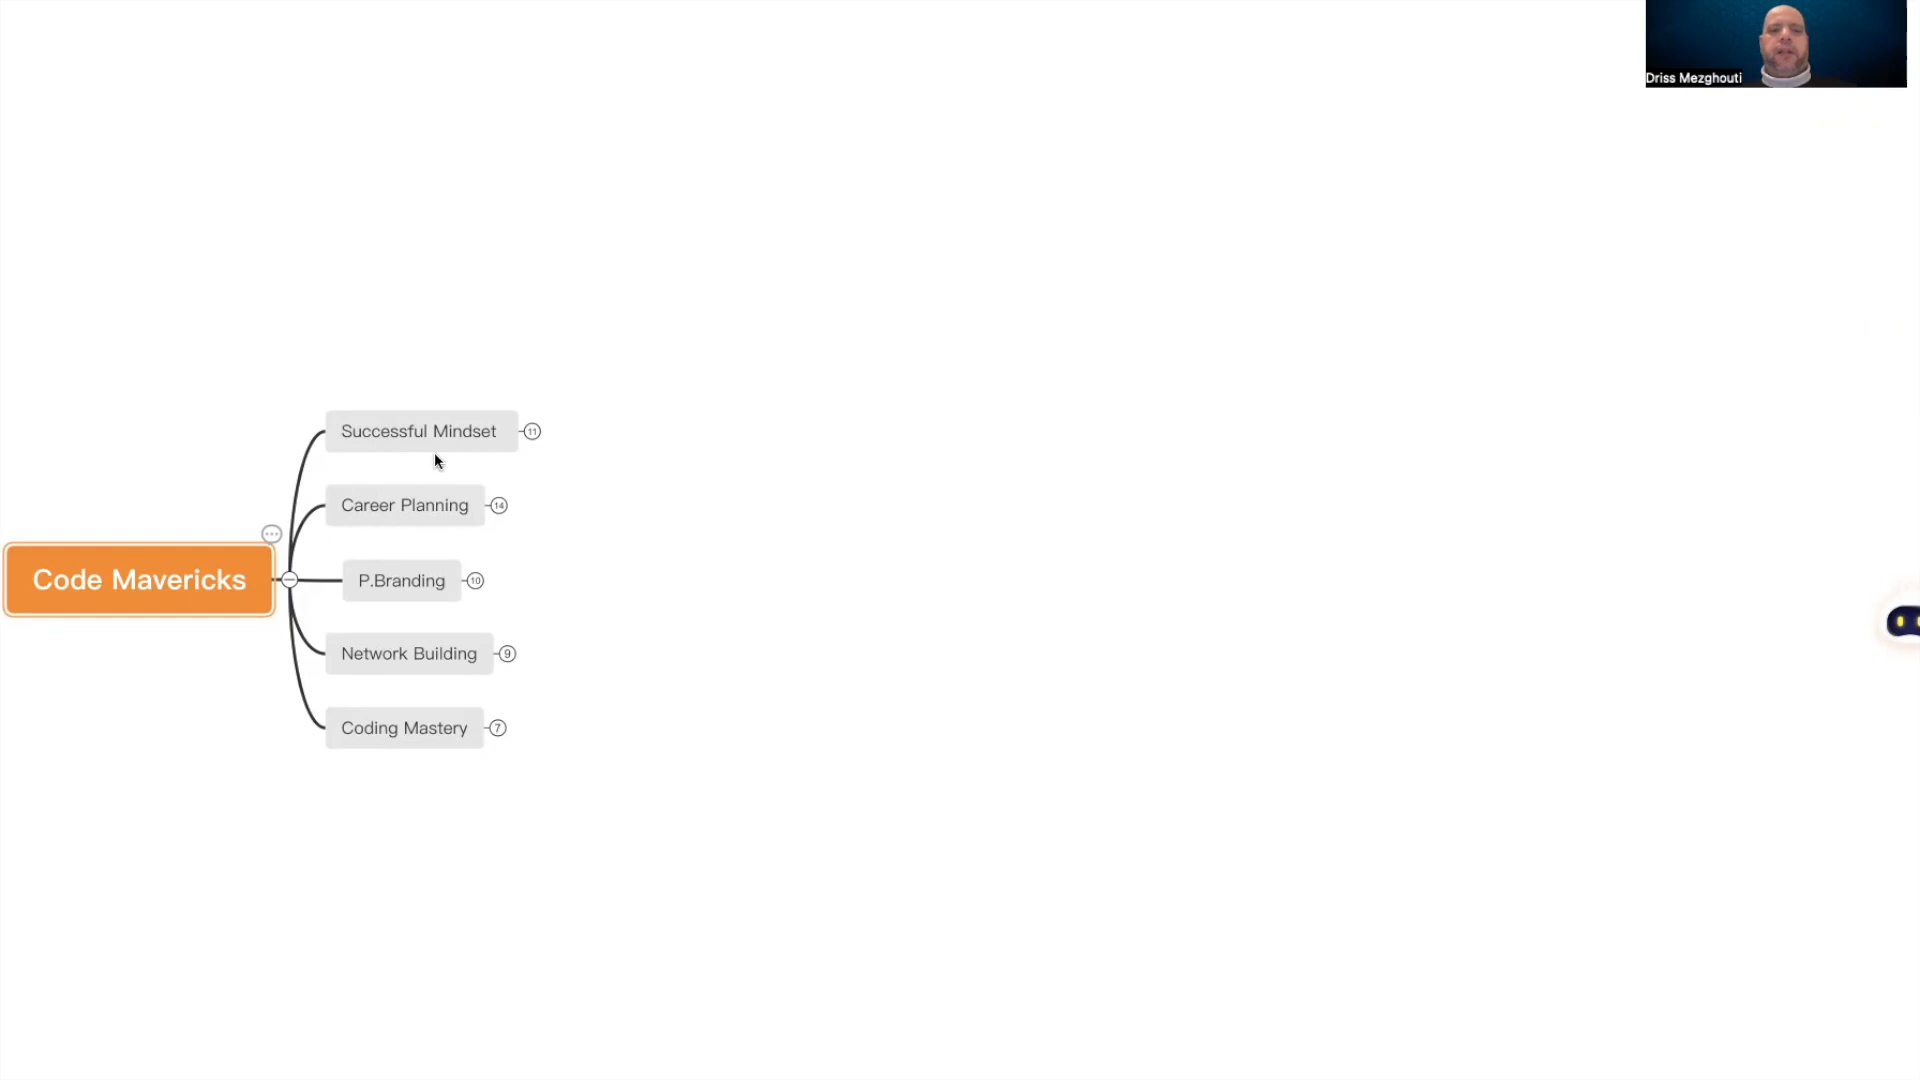 Driss Mezghouti
Successful Mindset
11
Career Planning
14
Code Mavericks
P.Branding
10
Network Building
9
Coding Mastery
7